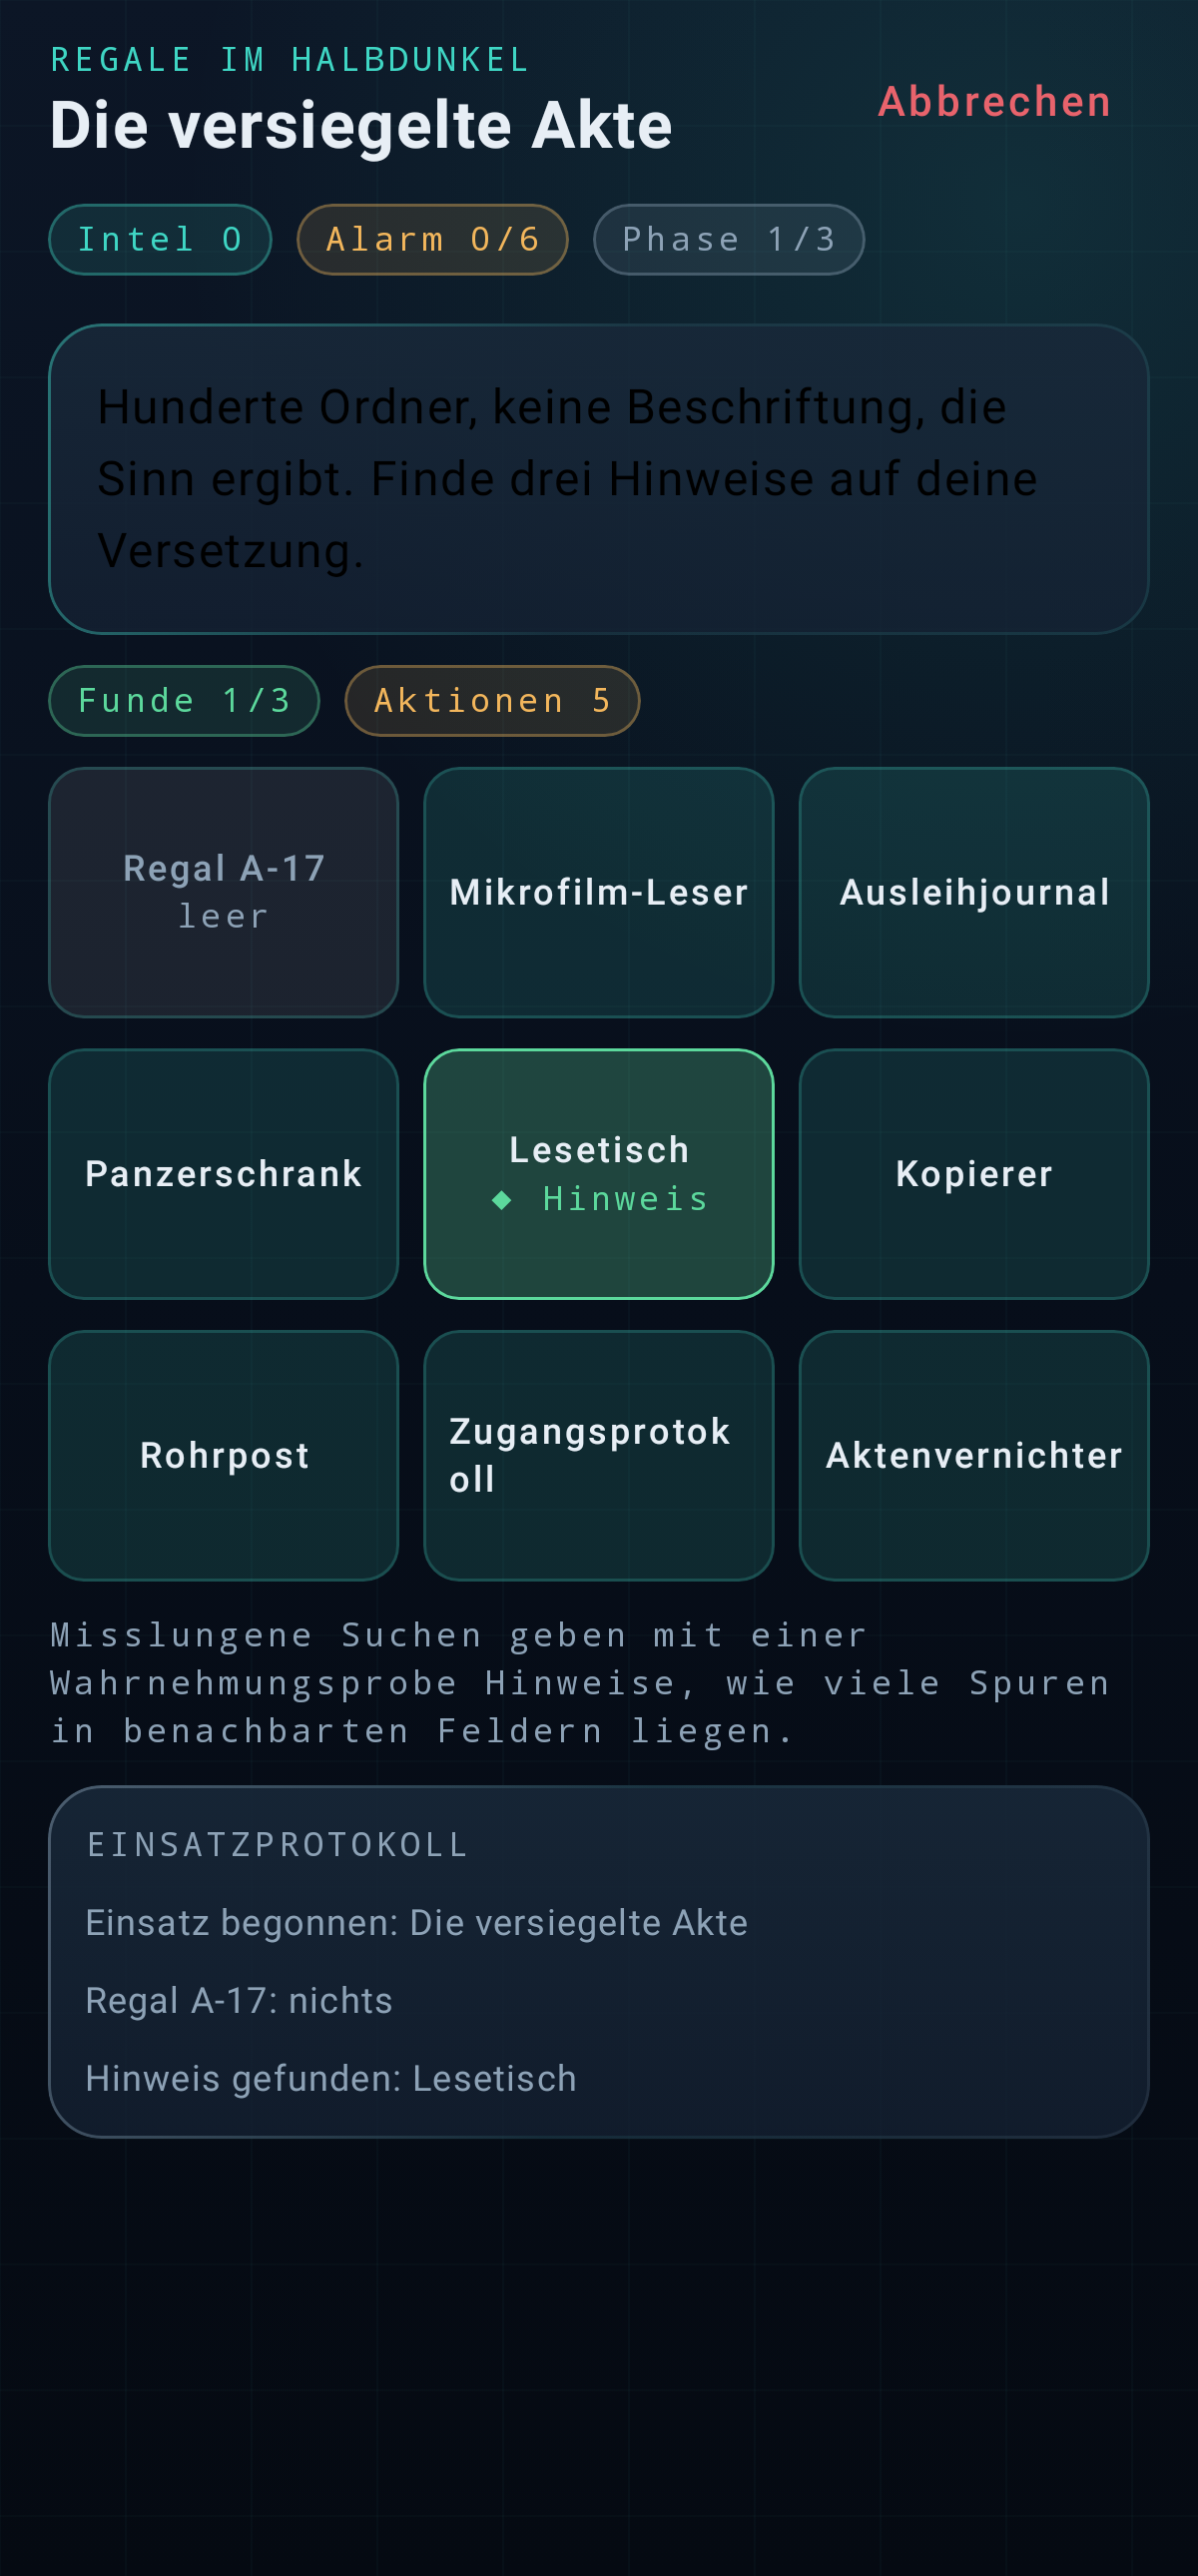 REGALE IM HALBDUNKEL
Die versiegelte Akte
Abbrechen
Intel 0
Alarm 0/6
Phase 1/3
Hunderte Ordner, keine Beschriftung, die
Sinn ergibt. Finde drei Hinweise auf deine
Versetzung.
Funde 1/3
Aktionen 5
Regal A-17
leer
Mikrofilm-Leser
Ausleihjournal
Panzerschrank
Lesetisch
◆ Hinweis
Kopierer
Rohrpost
Zugangsprotok
oll
Aktenvernichter
Misslungene Suchen geben mit einer
Wahrnehmungsprobe Hinweise, wie viele Spuren
in benachbarten Feldern liegen.
EINSATZPROTOKOLL
Einsatz begonnen: Die versiegelte Akte
Regal A-17: nichts
Hinweis gefunden: Lesetisch